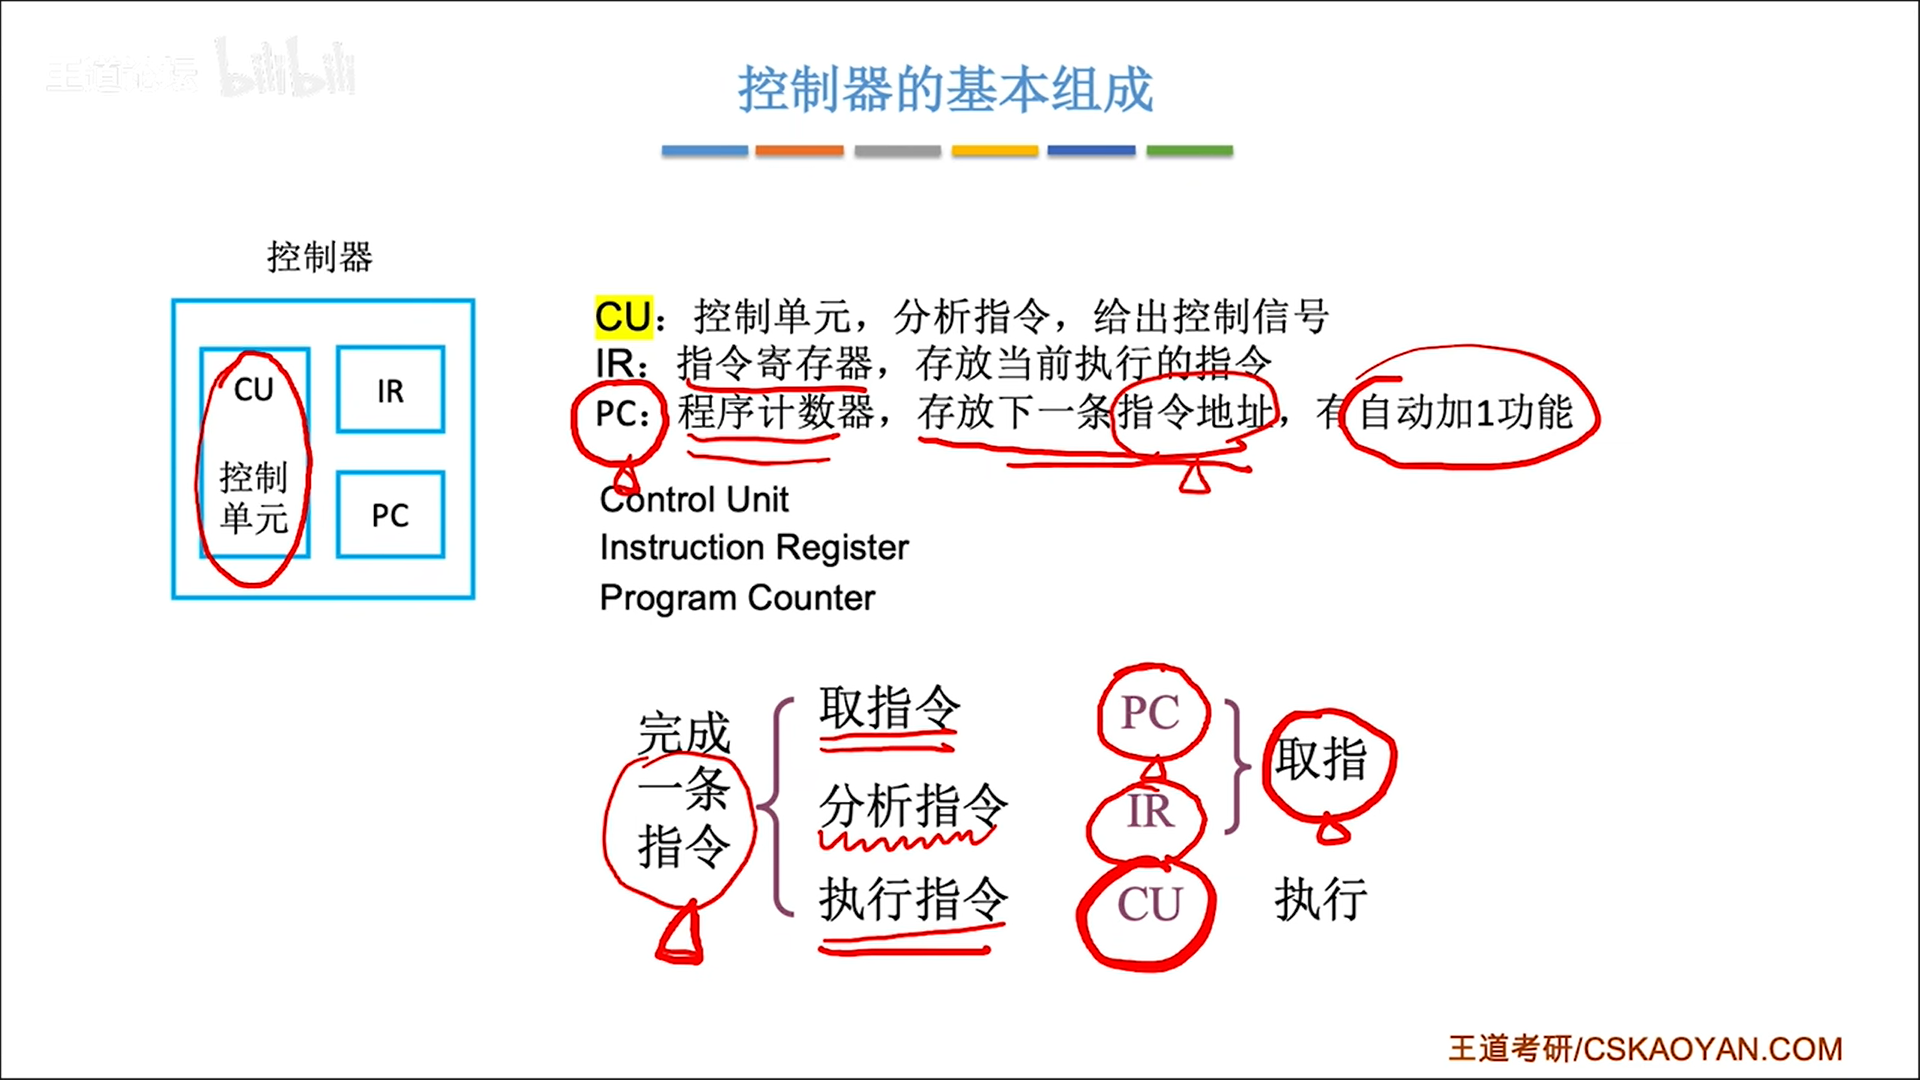 王道论坛 bilibili
控制器的基本组成
控制器
CU
控制
单元
IR
PC
CU：控制单元，分析指令，给出控制信号
IR：指令寄存器，存放当前执行的指令
PC：程序计数器，存放下一条指令地址，有自动加1功能
Control Unit
Instruction Register
Program Counter
完成
一条
指令
取指令
分析指令
执行指令
PC
IR
CU
取指
执行
王道考研/CSKAOYAN.COM